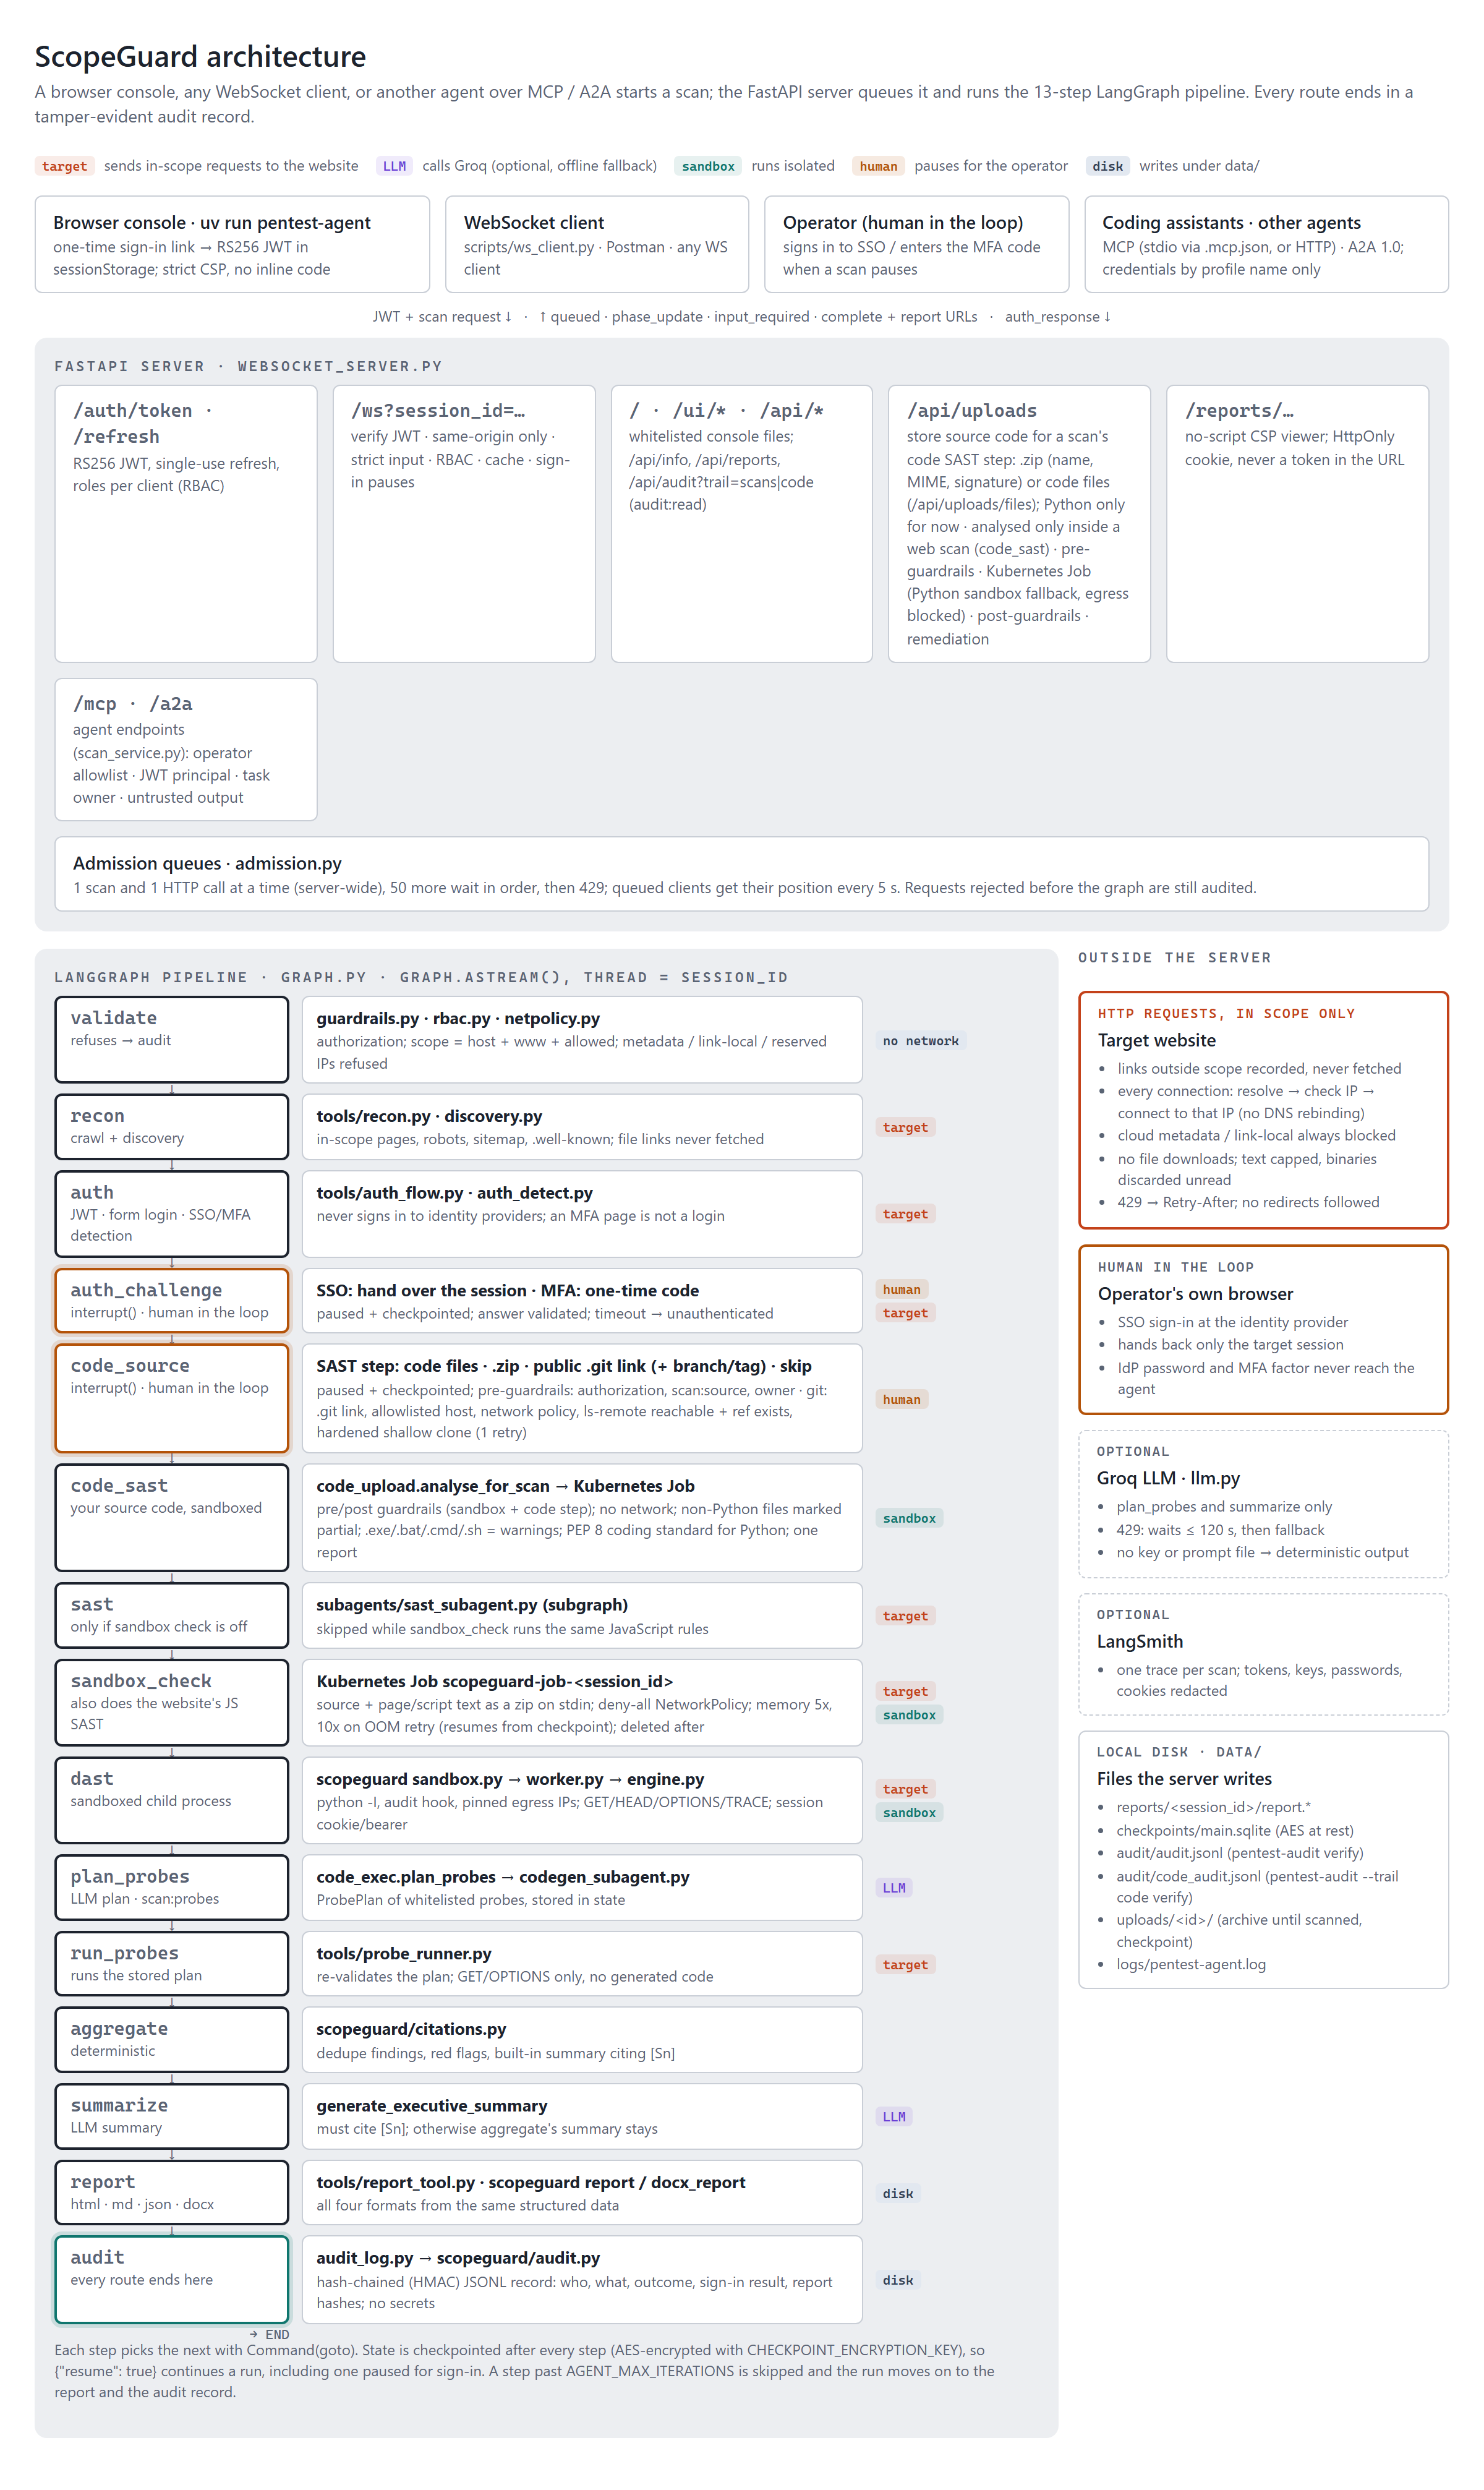 ScopeGuard architecture
A browser console, any WebSocket client, or another agent over MCP / A2A starts a scan; the FastAPI server queues it and runs the 13-step LangGraph pipeline. Every route ends in a
tamper-evident audit record.
target sends in-scope requests to the website LLM calls Groq (optional, offline fallback) sandbox runs isolated human pauses for the operator disk writes under data/
Browser console · uv run pentest-agent
one-time sign-in link → RS256 JWT in
sessionStorage; strict CSP, no inline code
WebSocket client
scripts/ws_client.py · Postman · any WS
client
Operator (human in the loop)
signs in to SSO / enters the MFA code
when a scan pauses
Coding assistants · other agents
MCP (stdio via .mcp.json, or HTTP) · A2A 1.0;
credentials by profile name only
JWT + scan request ↓ · ↑ queued · phase_update · input_required · complete + report URLs · auth_response ↓
FASTAPI SERVER · WEBSOCKET_SERVER.PY
/auth/token ·
/refresh
RS256 JWT, single-use refresh,
roles per client (RBAC)
/ws?session_id=…
verify JWT · same-origin only ·
strict input · RBAC · cache · sign-
in pauses
/ · /ui/* · /api/*
whitelisted console files;
/api/info, /api/reports,
/api/audit?trail=scans|code
(audit:read)
/api/uploads
store source code for a scan's
code SAST step: .zip (name,
MIME, signature) or code files
(/api/uploads/files); Python only
for now · analysed only inside a
web scan (code_sast) · pre-
guardrails · Kubernetes Job
(Python sandbox fallback, egress
blocked) · post-guardrails ·
remediation
/reports/…
no-script CSP viewer; HttpOnly
cookie, never a token in the URL
/mcp · /a2a
agent endpoints
(scan_service.py): operator
allowlist · JWT principal · task
owner · untrusted output
Admission queues · admission.py
1 scan and 1 HTTP call at a time (server-wide), 50 more wait in order, then 429; queued clients get their position every 5 s. Requests rejected before the graph are still audited.
LANGGRAPH PIPELINE · GRAPH.PY · GRAPH.ASTREAM(), THREAD = SESSION_ID
validate
refuses → audit
guardrails.py · rbac.py · netpolicy.py
authorization; scope = host + www + allowed; metadata / link-local / reserved
IPs refused
no network
↓
recon
crawl + discovery
tools/recon.py · discovery.py
in-scope pages, robots, sitemap, .well-known; file links never fetched
target
↓
auth
JWT · form login · SSO/MFA
detection
tools/auth_flow.py · auth_detect.py
never signs in to identity providers; an MFA page is not a login
target
↓
auth_challenge
interrupt() · human in the loop
SSO: hand over the session · MFA: one-time code
paused + checkpointed; answer validated; timeout → unauthenticated
human
target
↓
code_source
interrupt() · human in the loop
SAST step: code files · .zip · public .git link (+ branch/tag) · skip
paused + checkpointed; pre-guardrails: authorization, scan:source, owner · git:
.git link, allowlisted host, network policy, ls-remote reachable + ref exists,
hardened shallow clone (1 retry)
human
↓
code_sast
your source code, sandboxed
code_upload.analyse_for_scan → Kubernetes Job
pre/post guardrails (sandbox + code step); no network; non-Python files marked
partial; .exe/.bat/.cmd/.sh = warnings; PEP 8 coding standard for Python; one
report
sandbox
↓
sast
only if sandbox check is off
subagents/sast_subagent.py (subgraph)
skipped while sandbox_check runs the same JavaScript rules
target
↓
sandbox_check
also does the website's JS
SAST
Kubernetes Job scopeguard-job-<session_id>
source + page/script text as a zip on stdin; deny-all NetworkPolicy; memory 5x,
10x on OOM retry (resumes from checkpoint); deleted after
target
sandbox
↓
dast
sandboxed child process
scopeguard sandbox.py → worker.py → engine.py
python -I, audit hook, pinned egress IPs; GET/HEAD/OPTIONS/TRACE; session
cookie/bearer
target
sandbox
↓
plan_probes
LLM plan · scan:probes
code_exec.plan_probes → codegen_subagent.py
ProbePlan of whitelisted probes, stored in state
LLM
↓
run_probes
runs the stored plan
tools/probe_runner.py
re-validates the plan; GET/OPTIONS only, no generated code
target
↓
aggregate
deterministic
scopeguard/citations.py
dedupe findings, red flags, built-in summary citing [Sn]
↓
summarize
LLM summary
generate_executive_summary
must cite [Sn]; otherwise aggregate's summary stays
LLM
↓
report
html · md · json · docx
tools/report_tool.py · scopeguard report / docx_report
all four formats from the same structured data
disk
↓
audit
every route ends here
audit_log.py → scopeguard/audit.py
hash-chained (HMAC) JSONL record: who, what, outcome, sign-in result, report
hashes; no secrets
disk
→ END
Each step picks the next with Command(goto). State is checkpointed after every step (AES-encrypted with CHECKPOINT_ENCRYPTION_KEY), so
{"resume": true} continues a run, including one paused for sign-in. A step past AGENT_MAX_ITERATIONS is skipped and the run moves on to the
report and the audit record.
OUTSIDE THE SERVER
HTTP REQUESTS, IN SCOPE ONLY
Target website
• links outside scope recorded, never fetched
• every connection: resolve → check IP →
connect to that IP (no DNS rebinding)
• cloud metadata / link-local always blocked
• no file downloads; text capped, binaries
discarded unread
• 429 → Retry-After; no redirects followed
HUMAN IN THE LOOP
Operator's own browser
• SSO sign-in at the identity provider
• hands back only the target session
• IdP password and MFA factor never reach the
agent
OPTIONAL
Groq LLM · llm.py
• plan_probes and summarize only
• 429: waits ≤ 120 s, then fallback
• no key or prompt file → deterministic output
OPTIONAL
LangSmith
• one trace per scan; tokens, keys, passwords,
cookies redacted
LOCAL DISK · DATA/
Files the server writes
• reports/<session_id>/report.*
• checkpoints/main.sqlite (AES at rest)
• audit/audit.jsonl (pentest-audit verify)
• audit/code_audit.jsonl (pentest-audit --trail
code verify)
• uploads/<id>/ (archive until scanned,
checkpoint)
• logs/pentest-agent.log